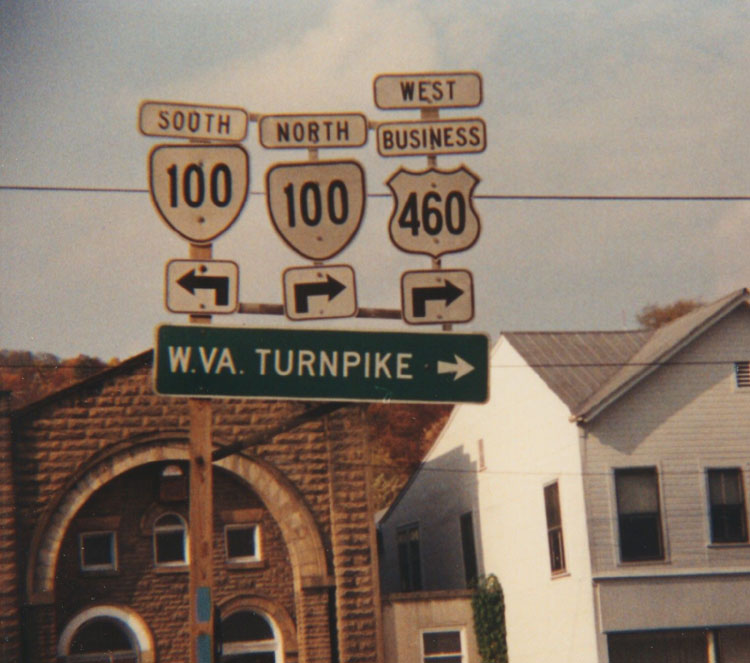 SOUTH
100
NORTH
100
WEST
BUSINESS
460
W.VA. TURNPIKE